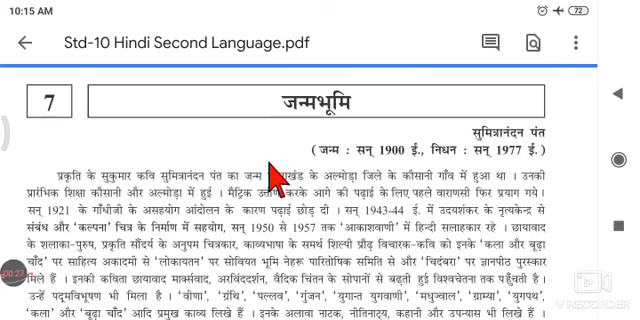 10:15 AM 72
Std-10 Hindi Second Language.pdf
7 जन्मभूमि
सुमित्रानंदन पंत
( जन्म : सन् 1900 ई., निधन : सन् 1977 ई. )
प्रकृति के सुकुमार कवि सुमित्रानंदन पंत का जन्म के अल्मोड़ा जिले के कौसानी गाँव में हुआ था । उनकी
प्रारंभिक शिक्षा कौसानी और अल्मोड़ा में हुई । मैट्रिक करके आगे की पढ़ाई के लिए पहले वाराणसी फिर प्रयाग गये ।
सन् 1921 के गाँधीजी के असहयोग आंदोलन के कारण पढ़ाई छोड़ दी । सन् 1943-44 ई. में उदयशंकर के नृत्यकेन्द्र से
संबंध और 'कल्पना' चित्र के निर्माण में सहयोग, सन् 1950 से 1957 तक 'आकाशवाणी' में हिन्दी सलाहकार रहे । छायावाद
के शलाका-पुरुष, प्रकृति सौंदर्य के अनुपम चित्रकार, काव्यभाषा के समर्थ शिल्पी प्रौढ़ विचारक-कवि को इनके 'कला और बूढ़ा
चाँद' पर साहित्य अकादमी से 'लोकायतन' पर सोवियत भूमि नेहरू पारितोषिक समिति से और 'चिदंबरा' पर ज्ञानपीठ पुरस्कार
मिले हैं । इनकी कविता छायावाद मार्क्सवाद, अरविंददर्शन, वैदिक चिंतन के सोपानों से बढ़ती हुई विश्वचेतना तक पहुँचती है ।
उन्हें पद्मविभूषण भी मिला है । 'वीणा', 'ग्रंथि', 'पल्लव', 'गुंजन', 'युगान्त युगवाणी', 'मधुज्वाल', 'ग्राम्या', 'युगपथ',
'कला' और 'बूढ़ा चाँद' आदि प्रमुख काव्य लिखे हैं । इनके अलावा नाटक, नीतिनाट्य, कहानी और उपन्यास भी लिखे हैं ।
00:23
REVIEW CREATIONS